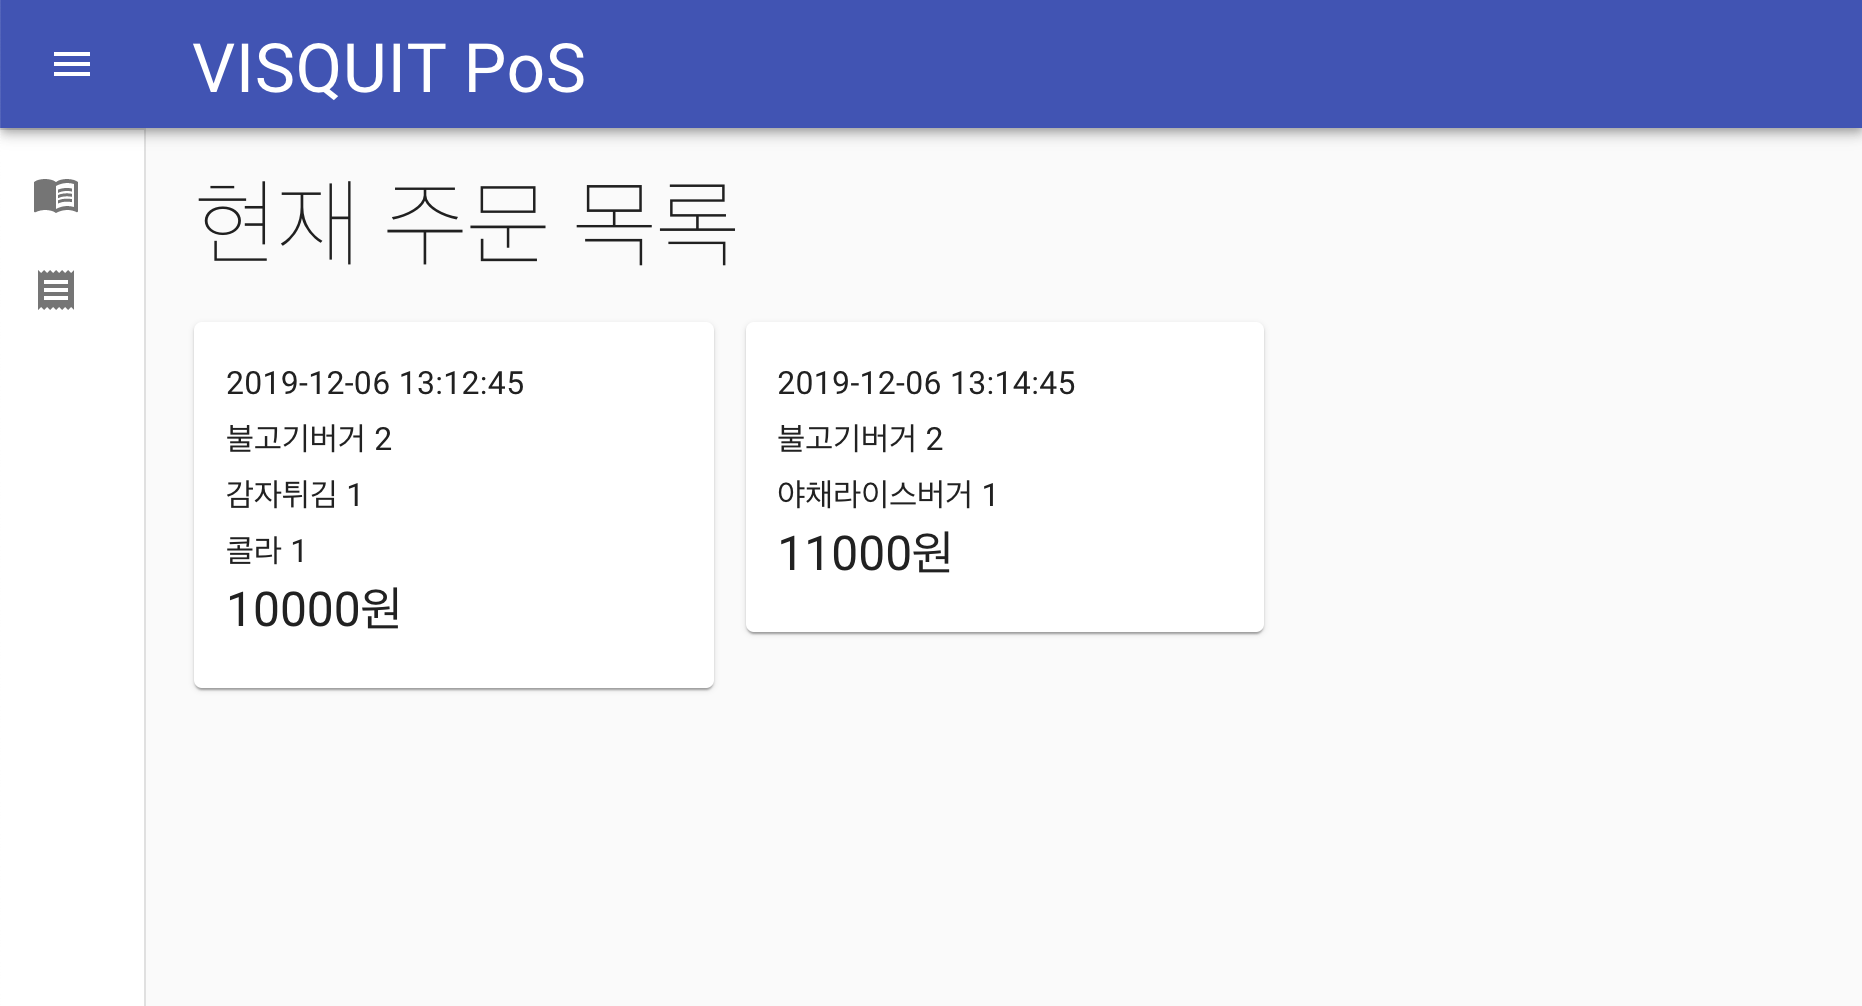 VISQUIT PoS
현재 주문 목록
2019-12-06 13:12:45
불고기버거 2
감자튀김 1
콜라 1
10000원
2019-12-06 13:14:45
불고기버거 2
야채라이스버거 1
11000원